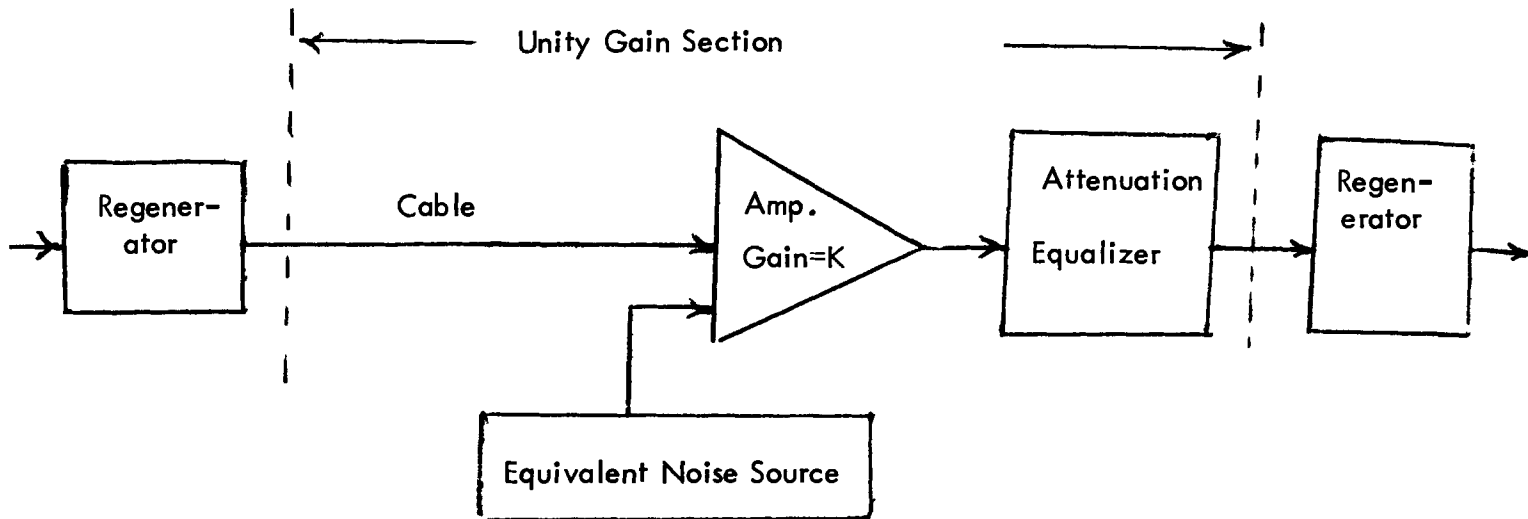 Unity Gain Section
Regener-
ator
Cable
Amp.
Gain=K
Attenuation
Equalizer
Regen-
erator
Equivalent Noise Source